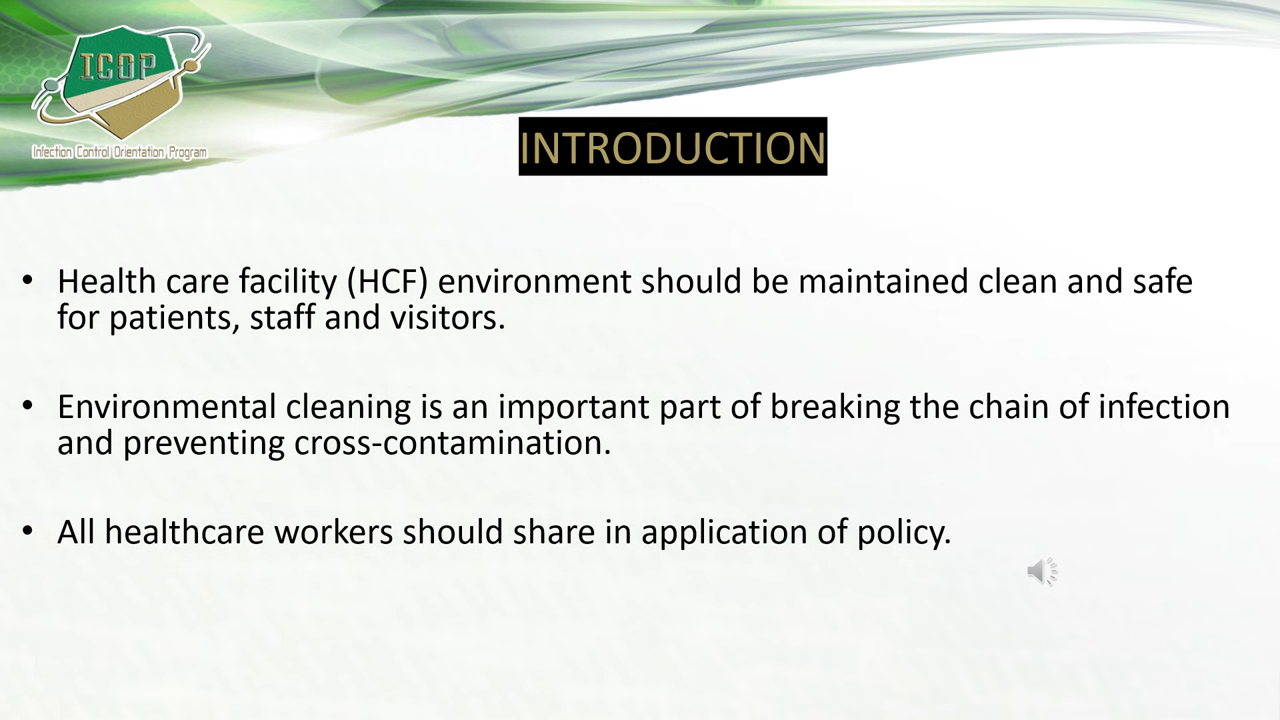 ICOP
Infection Control Orientation Program
INTRODUCTION
• Health care facility (HCF) environment should be maintained clean and safe
for patients, staff and visitors.
• Environmental cleaning is an important part of breaking the chain of infection
and preventing cross-contamination.
• All healthcare workers should share in application of policy.